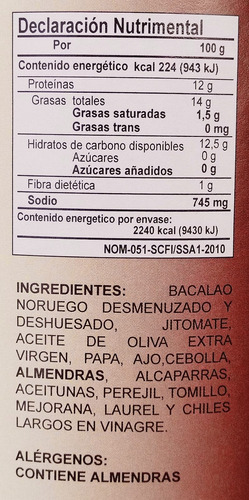 Declaración Nutrimental
Por 100 g
Contenido energético kcal 224 (943 kJ)
Proteínas 12 g
Grasas totales 14 g
Grasas saturadas 1,5 g
Grasas trans 0 mg
Hidratos de carbono disponibles 12,5 g
Azúcares 0 g
Azúcares añadidos 0 g
Fibra dietética 1 g
Sodio 745 mg
Contenido energetico por envase:
2240 kcal (9430 kJ)
NOM-051-SCFI/SSA1-2010
INGREDIENTES: BACALAO
NORUEGO DESMENUZADO Y
DESHUESADO, JITOMATE,
ACEITE DE OLIVA EXTRA
VIRGEN, PAPA, AJO,CEBOLLA,
ALMENDRAS, ALCAPARRAS,
ACEITUNAS, PEREJIL, TOMILLO,
MEJORANA, LAUREL Y CHILES
LARGOS EN VINAGRE.
ALÉRGENOS:
CONTIENE ALMENDRAS